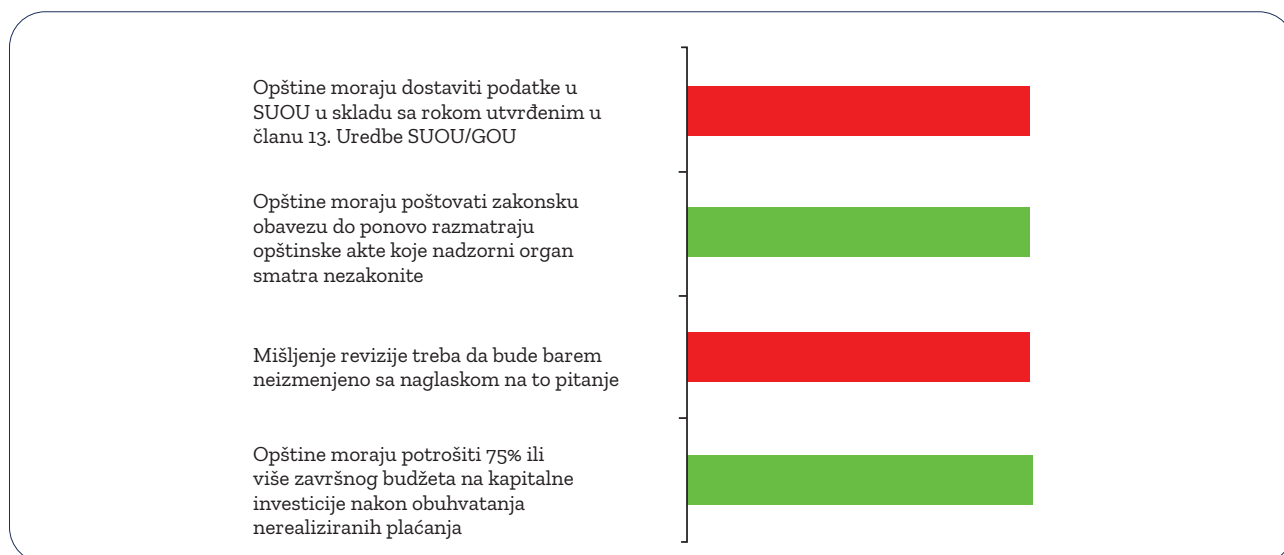 Opštine moraju dostaviti podatke u
SUOU u skladu sa rokom utvrđenim u
članu 13. Uredbe SUOU/GOU
Opštine moraju poštovati zakonsku
obavezu do ponovo razmatraju
opštinske akte koje nadzorni organ
smatra nezakonite
Mišljenje revizije treba da bude barem
neizmenjeno sa naglaskom na to pitanje
Opštine moraju potrošiti 75% ili
više završnog budžeta na kapitalne
investicije nakon obuhvatanja
nerealiziranih plaćanja